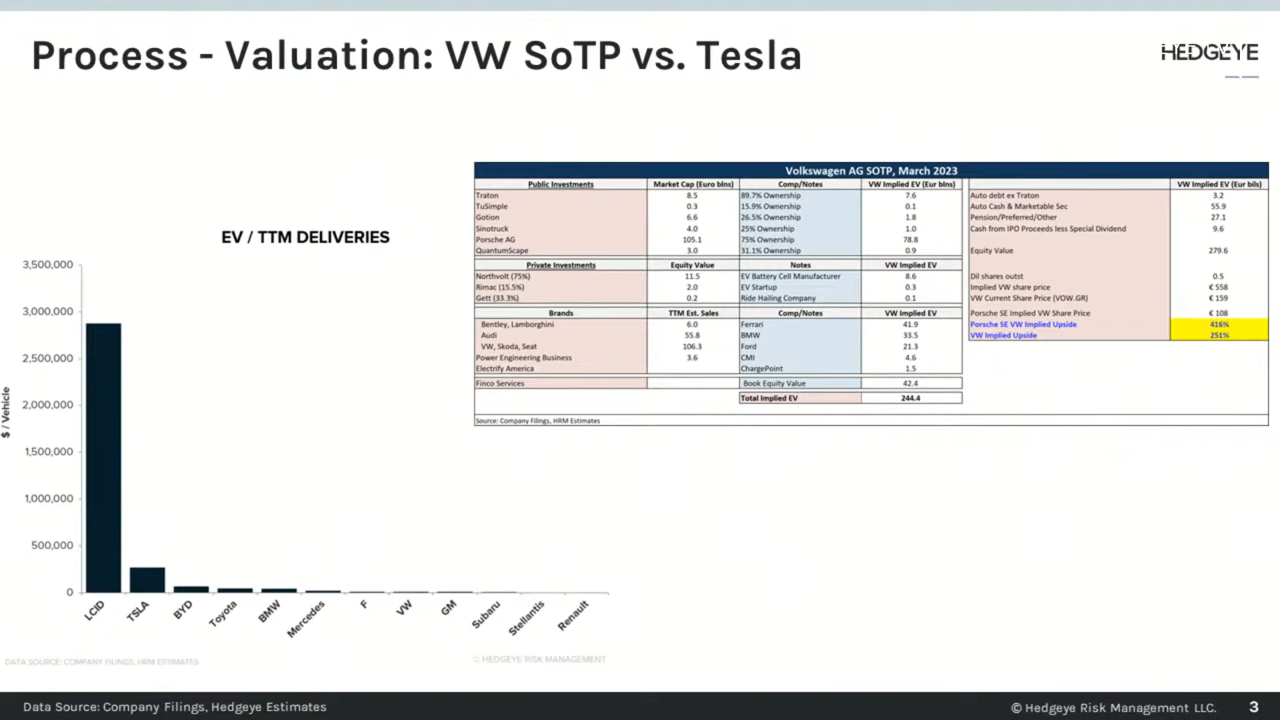 Process - Valuation: VW SoTP vs. Tesla
HEDGEYE
EV / TTM DELIVERIES
$ / Vehicle
3,500,000
3,000,000
2,500,000
2,000,000
1,500,000
1,000,000
500,000
0
LCID
TSLA
BYD
Toyota
BMW
Mercedes
F
VW
GM
Subaru
Stellantis
Renault
DATA SOURCE: COMPANY FILINGS, HRM ESTIMATES
© HEDGEYE RISK MANAGEMENT
Volkswagen AG SOTP, March 2023
Public Investments Market Cap (Euro blns) Comp/Notes VW Implied EV (Eur blns)
Traton 8.5 89.7% Ownership 7.6
TuSimple 0.3 15.9% Ownership 0.1
Gotion 6.6 26.5% Ownership 1.8
Sinotruck 4.0 25% Ownership 1.0
Porsche AG 105.1 75% Ownership 78.8
QuantumScape 3.0 31.1% Ownership 0.9
Private Investments Equity Value Notes VW Implied EV
Northvolt (75%) 11.5 EV Battery Cell Manufacturer 8.6
Rimac (15.5%) 2.0 EV Startup 0.3
Gett (33.3%) 0.2 Ride Hailing Company 0.1
Brands TTM Est. Sales Comp/Notes VW Implied EV
Bentley, Lamborghini 6.0 Ferrari 41.9
Audi 55.8 BMW 33.5
VW, Skoda, Seat 106.3 Ford 21.3
Power Engineering Business 3.6 CMI 4.6
Electrify America ChargePoint 1.5
Finco Services Book Equity Value 42.4
Total Implied EV 244.4
Source: Company Filings, HRM Estimates
VW Implied EV (Eur bils)
Auto debt ex Traton 3.2
Auto Cash & Marketable Sec 55.9
Pension/Preferred/Other 27.1
Cash from IPO Proceeds less Special Dividend 9.6
Equity Value 279.6
Dil shares outst 0.5
Implied VW share price € 558
VW Current Share Price (VOW.GR) € 159
Porsche SE Implied VW Share Price € 108
Porsche SE VW Implied Upside 416%
VW Implied Upside 251%
Data Source: Company Filings, Hedgeye Estimates
© Hedgeye Risk Management LLC.
3